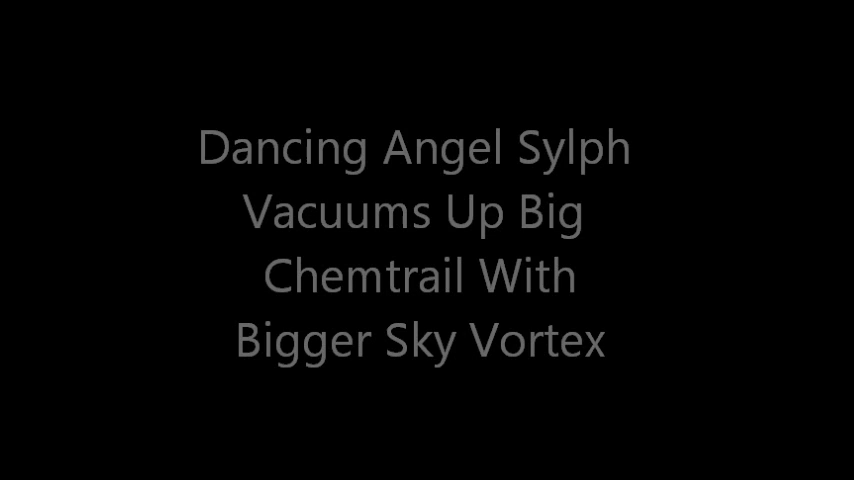 Dancing Angel Sylph
Vacuums Up Big
Chemtrail With
Bigger Sky Vortex